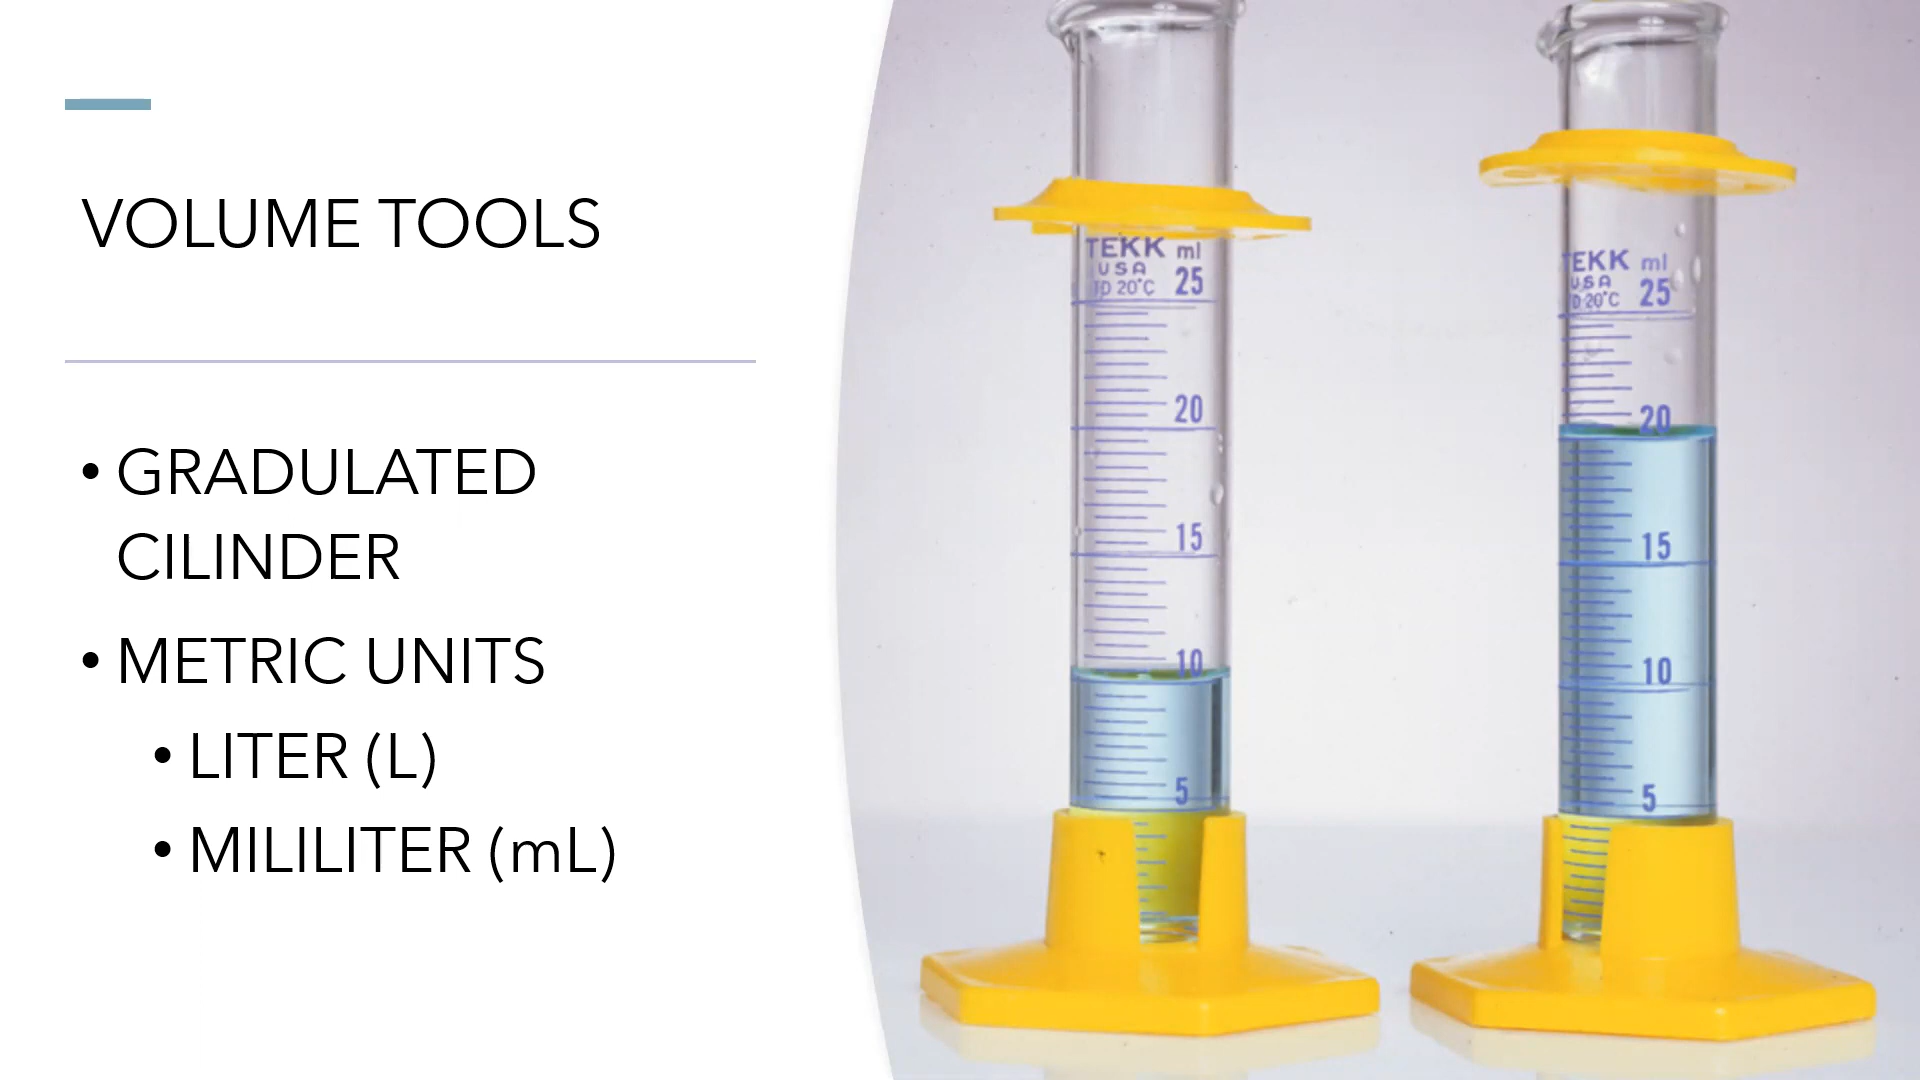 VOLUME TOOLS
• GRADULATED
CILINDER
• METRIC UNITS
• LITER (L)
• MILILITER (mL)
TEKK ml
USA 25
TD 20°C
20
15
10
5
TEKK ml
USA 25
D 20°C
20
15
10
5